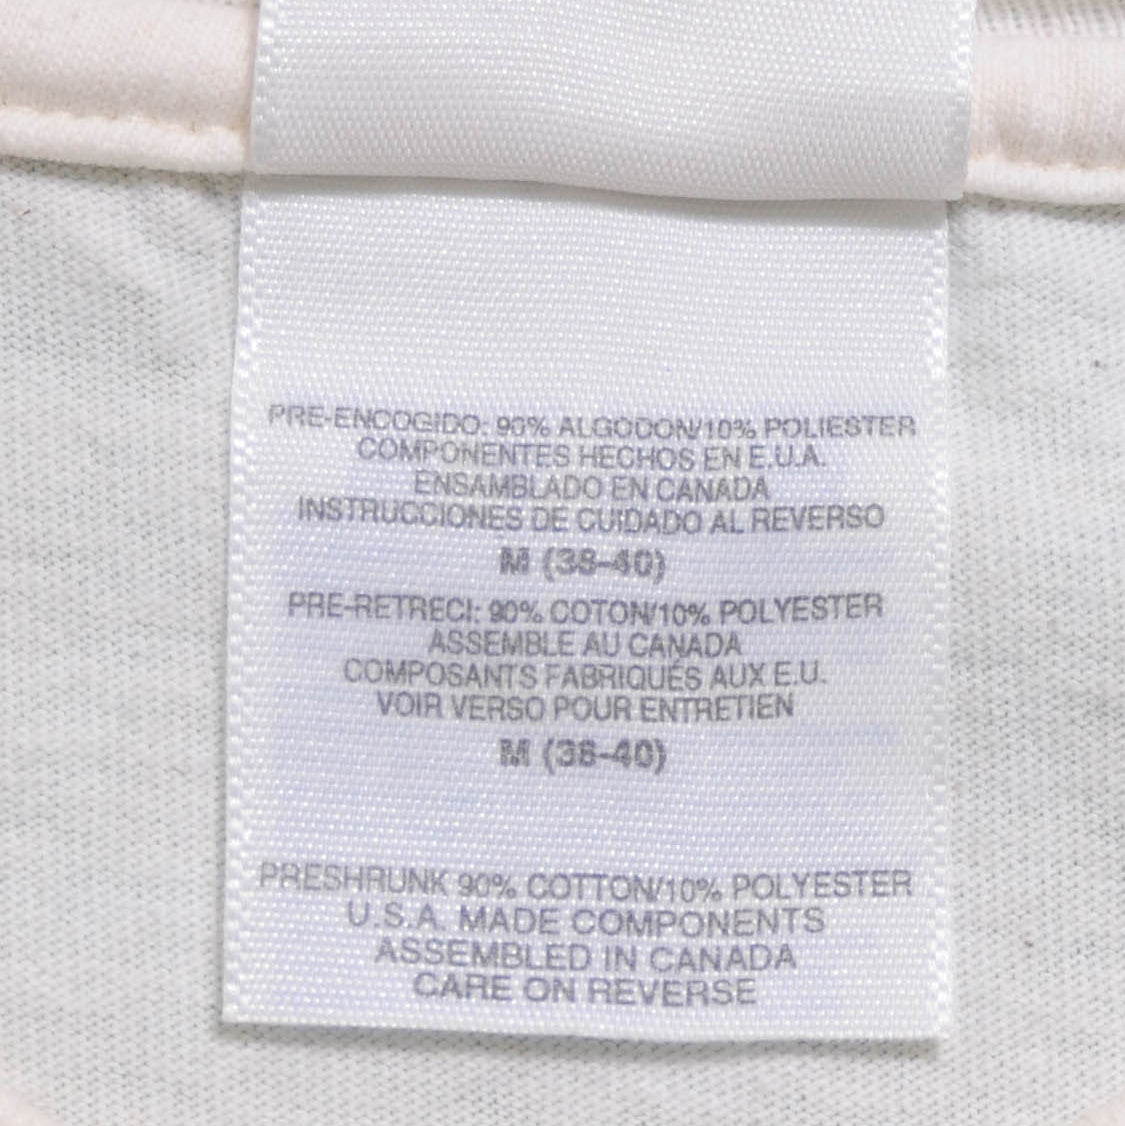 PRE-ENCOGIDO: 90% ALGODON/10% POLIESTER
COMPONENTES HECHOS EN E.U.A.
ENSAMBLADO EN CANADA
INSTRUCCIONES DE CUIDADO AL REVERSO
M (38-40)
PRE-RETRECI: 90% COTON/10% POLYESTER
ASSEMBLE AU CANADA
COMPOSANTS FABRIQUÉS AUX E.U.
VOIR VERSO POUR ENTRETIEN
M (38-40)
PRESHRUNK 90% COTTON/10% POLYESTER
U.S.A. MADE COMPONENTS
ASSEMBLED IN CANADA
CARE ON REVERSE